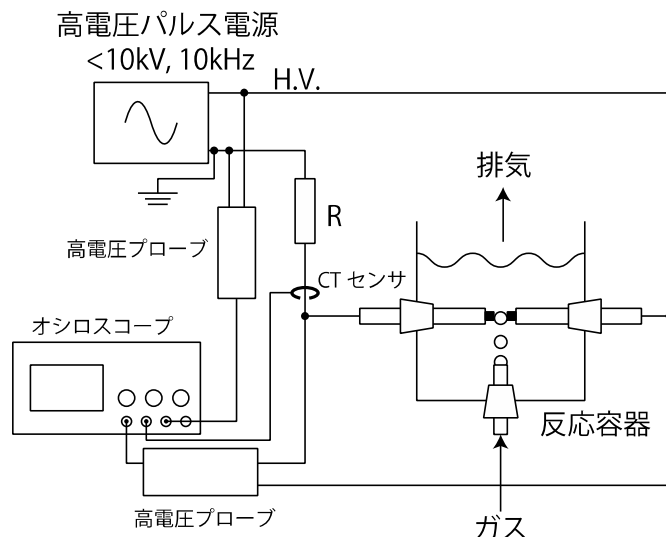 高電圧パルス電源
<10kV, 10kHz
H.V.
排気
R
高電圧プローブ
CT センサ
オシロスコープ
反応容器
高電圧プローブ
ガス